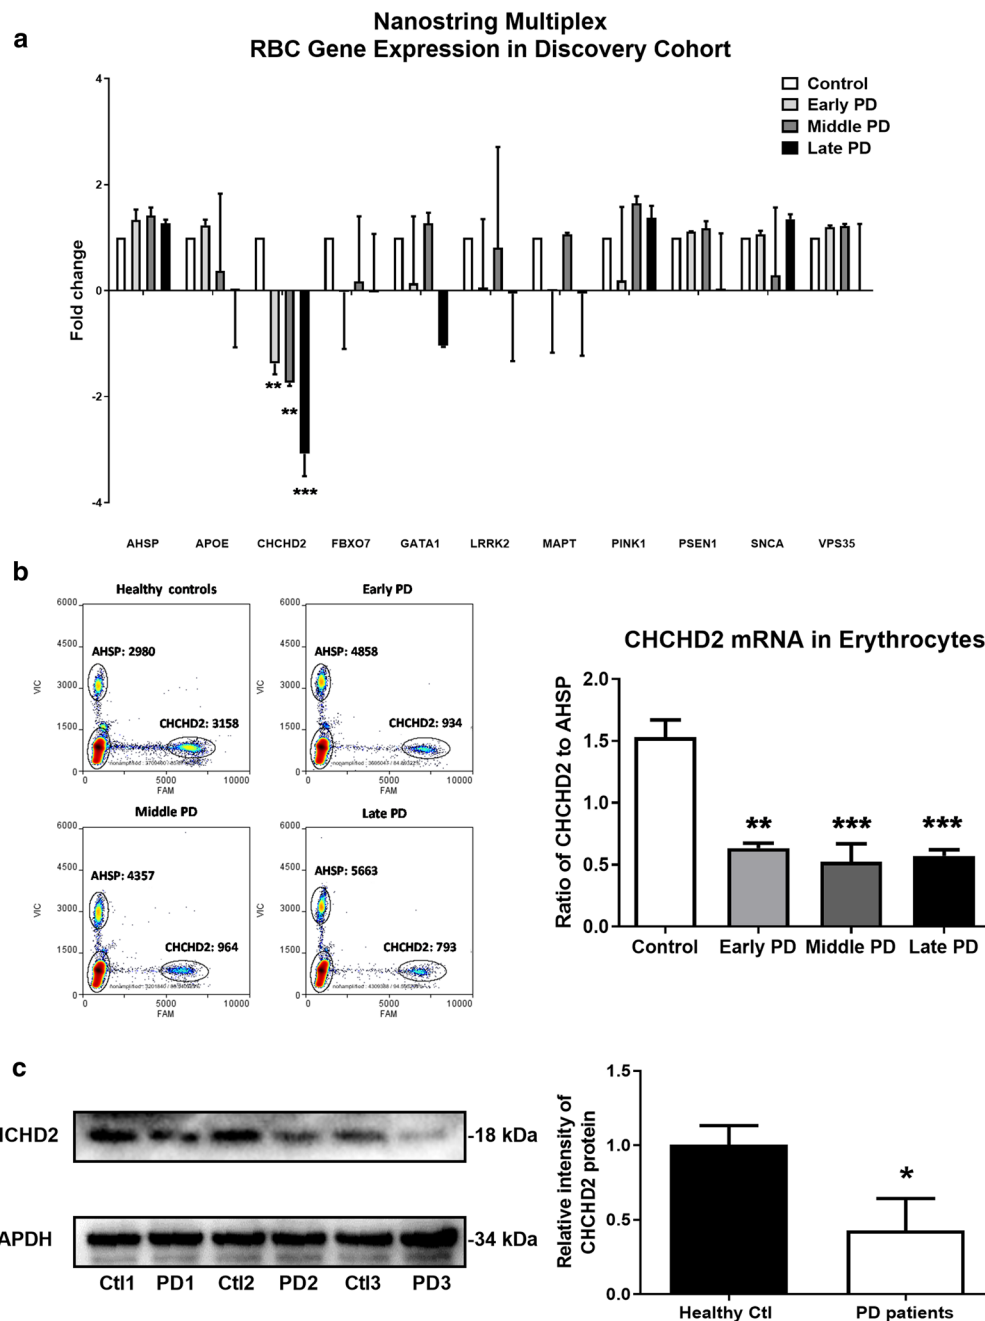 a
Nanostring Multiplex
RBC Gene Expression in Discovery Cohort
Control
Early PD
Middle PD
Late PD
Fold change
4
2
0
-2
-4
**
**
***
AHSP APOE CHCHD2 FBXO7 GATA1 LRRK2 MAPT PINK1 PSEN1 SNCA VPS35
b
Healthy controls
6000
4500
3000
1500
0
VIC
AHSP: 2980
CHCHD2: 3158
0 5000 10000
FAM
Early PD
6000
4500
3000
1500
0
VIC
AHSP: 4858
CHCHD2: 934
0 5000 10000
FAM
Middle PD
6000
4500
3000
1500
0
VIC
AHSP: 4357
CHCHD2: 964
0 5000 10000
FAM
Late PD
6000
4500
3000
1500
0
VIC
AHSP: 5663
CHCHD2: 793
0 5000 10000
FAM
CHCHD2 mRNA in Erythrocytes
Ratio of CHCHD2 to AHSP
2.0
1.5
1.0
0.5
0.0
** *** ***
Control Early PD Middle PD Late PD
c
HCHD2
-18 kDa
APDH
-34 kDa
Ctl1 PD1 Ctl2 PD2 Ctl3 PD3
Relative intensity of
CHCHD2 protein
1.5
1.0
0.5
0.0
*
Healthy Ctl PD patients